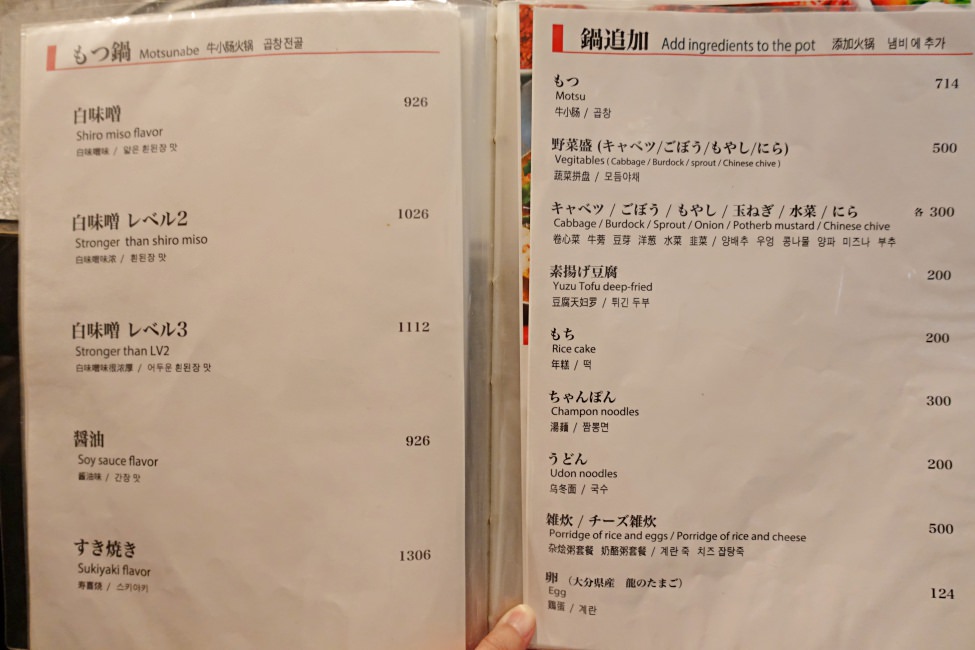 もつ鍋 Motsunabe 牛小肠火锅 곱창전골
白味噌 926
Shiro miso flavor
白味噌味 / 맑은 흰된장 맛
白味噌 レベル2 1026
Stronger than shiro miso
白味噌味浓 / 흰된장 맛
白味噌 レベル3 1112
Stronger than LV2
白味噌味很浓厚 / 어두운 흰된장 맛
醤油 926
Soy sauce flavor
酱油味 / 간장 맛
すき焼き 1306
Sukiyaki flavor
寿喜烧 / 스키야키
鍋追加 Add ingredients to the pot 添加火锅 냄비에 추가
もつ 714
Motsu
牛小肠 / 곱창
野菜盛 (キャベツ/ごぼう/もやし/にら) 500
Vegitables ( Cabbage / Burdock / sprout / Chinese chive )
蔬菜拼盘 / 모듬야채
キャベツ / ごぼう / もやし / 玉ねぎ / 水菜 / にら 各 300
Cabbage / Burdock / Sprout / Onion / Potherb mustard / Chinese chive
卷心菜 牛蒡 豆芽 洋葱 水菜 韭菜 / 양배추 우엉 콩나물 양파 미즈나 부추
素揚げ豆腐 200
Yuzu Tofu deep-fried
豆腐天妇罗 / 튀긴 두부
もち 200
Rice cake
年糕 / 떡
ちゃんぽん 300
Champon noodles
湯麺 / 짬뽕면
うどん 200
Udon noodles
乌冬面 / 국수
雑炊 / チーズ雑炊 500
Porridge of rice and eggs / Porridge of rice and cheese
杂烩粥套餐 奶酪粥套餐 / 계란 죽 치즈 잡탕죽
卵 (大分県産 龍のたまご) 124
Egg
鶏蛋 / 계란